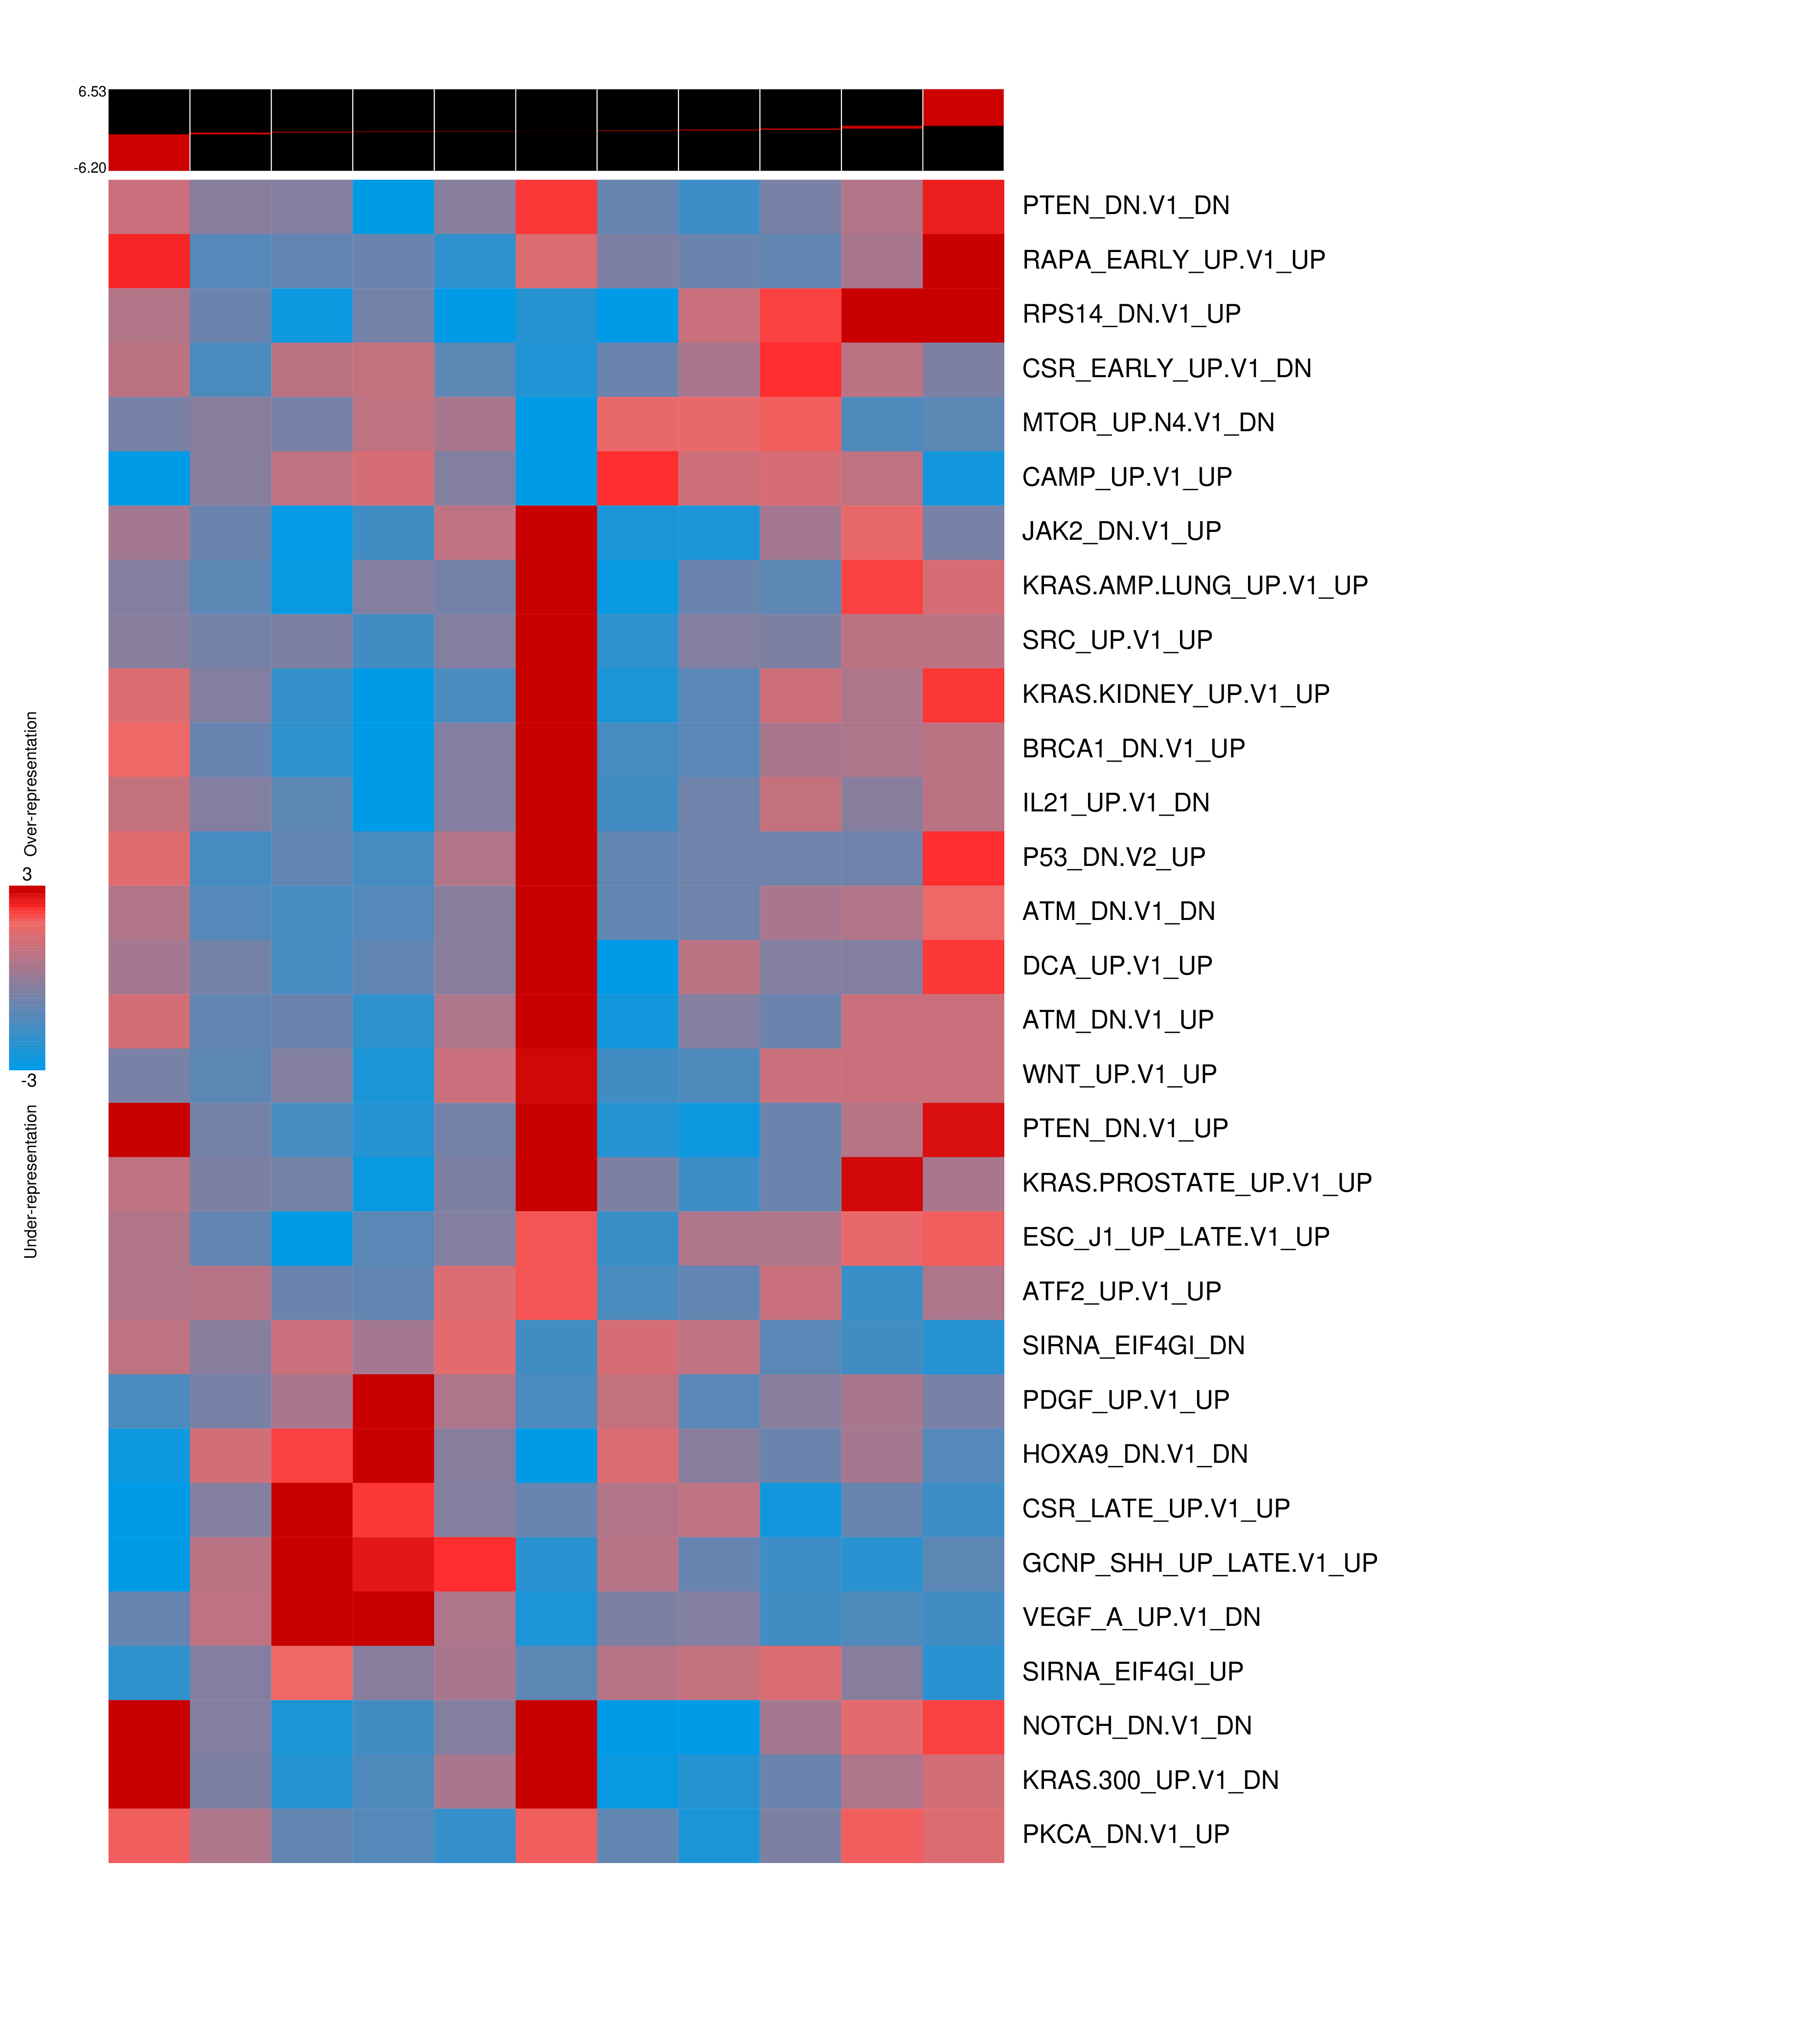 6.53
-6.20
PTEN_DN.V1_DN
RAPA_EARLY_UP.V1_UP
RPS14_DN.V1_UP
CSR_EARLY_UP.V1_DN
MTOR_UP.N4.V1_DN
CAMP_UP.V1_UP
JAK2_DN.V1_UP
KRAS.AMP.LUNG_UP.V1_UP
SRC_UP.V1_UP
KRAS.KIDNEY_UP.V1_UP
BRCA1_DN.V1_UP
IL21_UP.V1_DN
P53_DN.V2_UP
ATM_DN.V1_DN
DCA_UP.V1_UP
ATM_DN.V1_UP
WNT_UP.V1_UP
PTEN_DN.V1_UP
KRAS.PROSTATE_UP.V1_UP
ESC_J1_UP_LATE.V1_UP
ATF2_UP.V1_UP
SIRNA_EIF4GI_DN
PDGF_UP.V1_UP
HOXA9_DN.V1_DN
CSR_LATE_UP.V1_UP
GCNP_SHH_UP_LATE.V1_UP
VEGF_A_UP.V1_DN
SIRNA_EIF4GI_UP
NOTCH_DN.V1_DN
KRAS.300_UP.V1_DN
PKCA_DN.V1_UP
Over-representation
3
-3
Under-representation